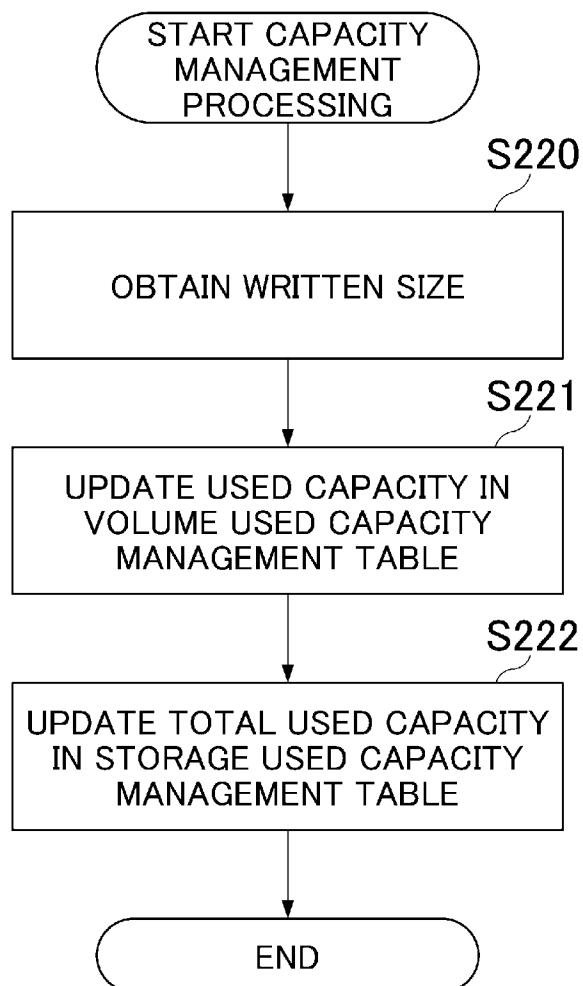 START CAPACITY
MANAGEMENT
PROCESSING
S220
OBTAIN WRITTEN SIZE
S221
UPDATE USED CAPACITY IN
VOLUME USED CAPACITY
MANAGEMENT TABLE
S222
UPDATE TOTAL USED CAPACITY
IN STORAGE USED CAPACITY
MANAGEMENT TABLE
END